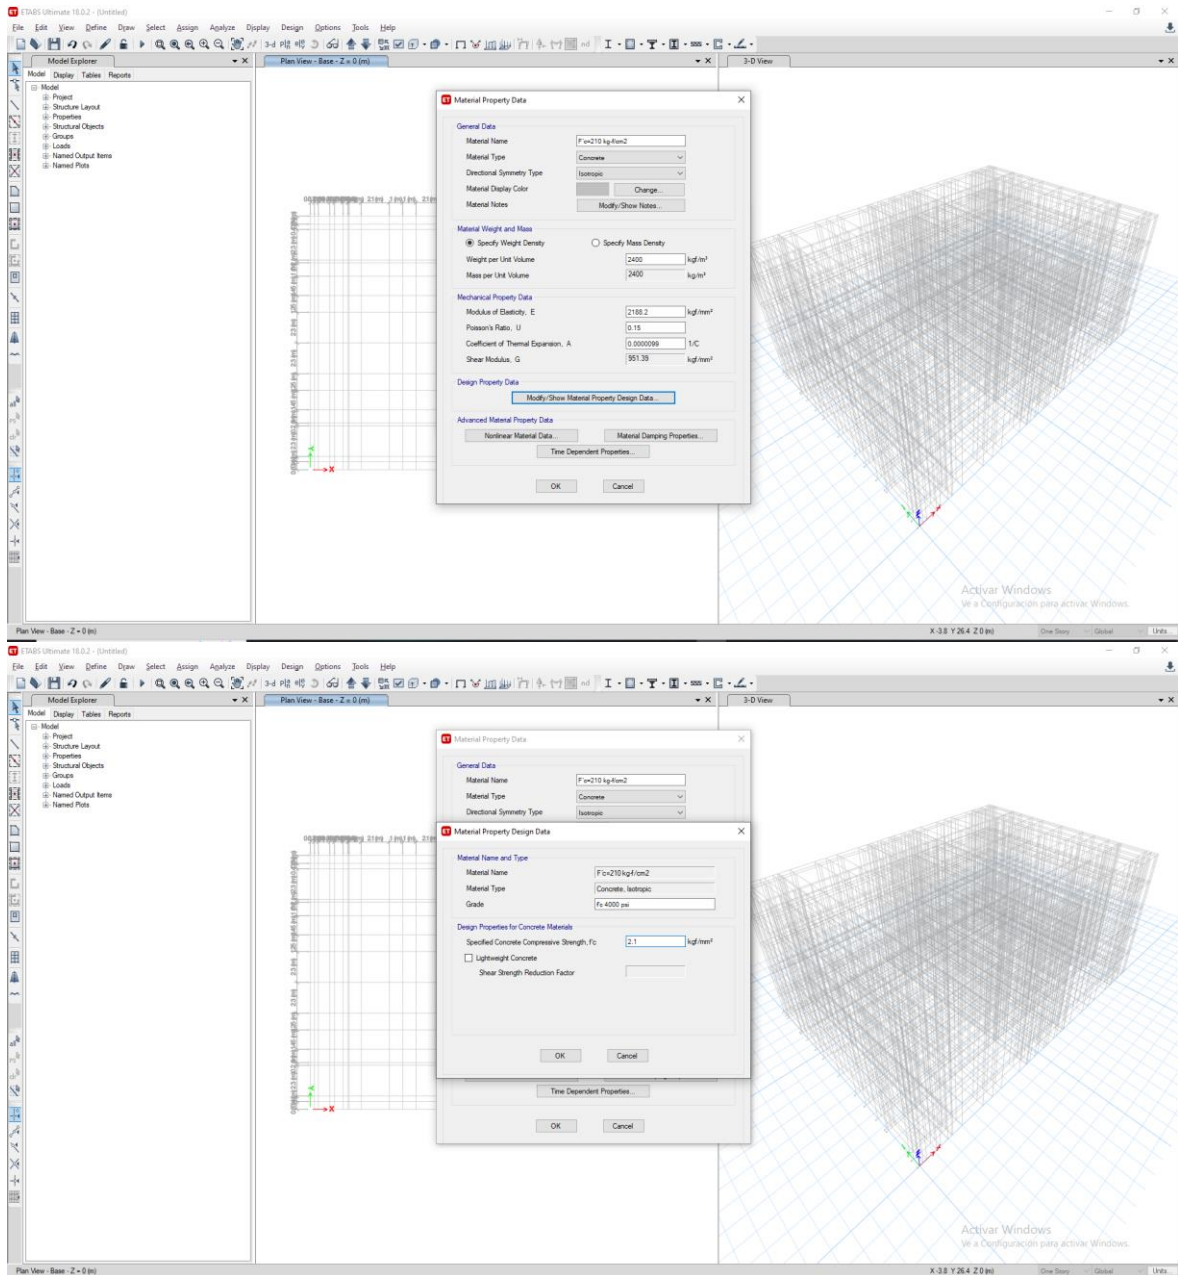 ETABS Ultimate 18.0.2 - (Untitled)
File Edit View Define Draw Select Assign Analyze Display Design Options Tools Help
Model Explorer
Plan View - Base - Z = 0 (m)
3-D View
Model Display Tables Reports
Model
Project
Structure Layout
Properties
Structural Objects
Groups
Loads
Named Output Items
Named Plots
Material Property Data
General Data
Material Name F'c=210 kg-f/cm2
Material Type Concrete
Directional Symmetry Type Isotropic
Material Display Color Change...
Material Notes Modify/Show Notes...
Material Weight and Mass
Specify Weight Density Specify Mass Density
Weight per Unit Volume 2400 kgf/m³
Mass per Unit Volume 2400 kg/m³
Mechanical Property Data
Modulus of Elasticity, E 2188.2 kgf/mm²
Poisson's Ratio, U 0.15
Coefficient of Thermal Expansion, A 0.0000099 1/C
Shear Modulus, G 951.39 kgf/mm²
Design Property Data
Modify/Show Material Property Design Data...
Advanced Material Property Data
Nonlinear Material Data... Material Damping Properties...
Time Dependent Properties...
OK Cancel
X
Activar Windows
Ve a Configuración para activar Windows.
Plan View - Base - Z = 0 (m)
X -3.8 Y 26.4 Z 0 (m) One Story Global Units...
ETABS Ultimate 18.0.2 - (Untitled)
File Edit View Define Draw Select Assign Analyze Display Design Options Tools Help
Model Explorer
Plan View - Base - Z = 0 (m)
3-D View
Model Display Tables Reports
Model
Project
Structure Layout
Properties
Structural Objects
Groups
Loads
Named Output Items
Named Plots
Material Property Data
General Data
Material Name F'c=210 kg-f/cm2
Material Type Concrete
Directional Symmetry Type Isotropic
Material Property Design Data
Material Name and Type
Material Name F'c=210 kg-f/cm2
Material Type Concrete, Isotropic
Grade f'c 4000 psi
Design Properties for Concrete Materials
Specified Concrete Compressive Strength, f'c 2.1 kgf/mm²
Lightweight Concrete
Shear Strength Reduction Factor
OK Cancel
Time Dependent Properties...
OK Cancel
X
Activar Windows
Ve a Configuración para activar Windows.
Plan View - Base - Z = 0 (m)
X -3.8 Y 26.4 Z 0 (m) One Story Global Units...